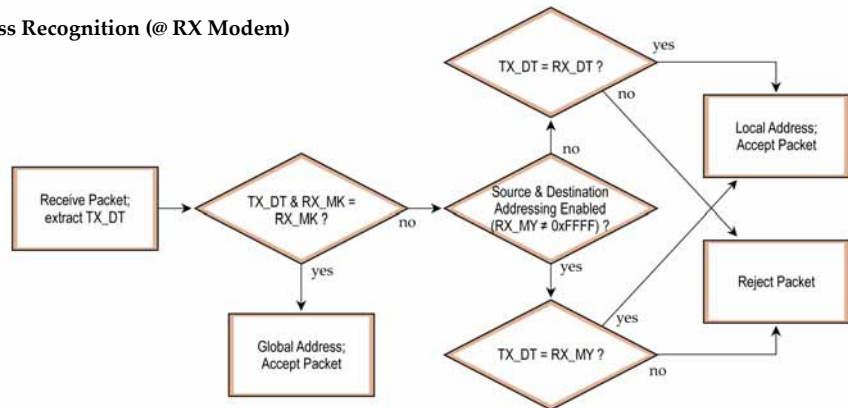 ss Recognition (@ RX Modem)
Receive Packet;
extract TX_DT
TX_DT & RX_MK =
RX_MK ?
no
yes
Global Address;
Accept Packet
Source & Destination
Addressing Enabled
(RX_MY ≠ 0xFFFF) ?
no
yes
TX_DT = RX_DT ?
yes
no
TX_DT = RX_MY ?
yes
no
Local Address;
Accept Packet
Reject Packet